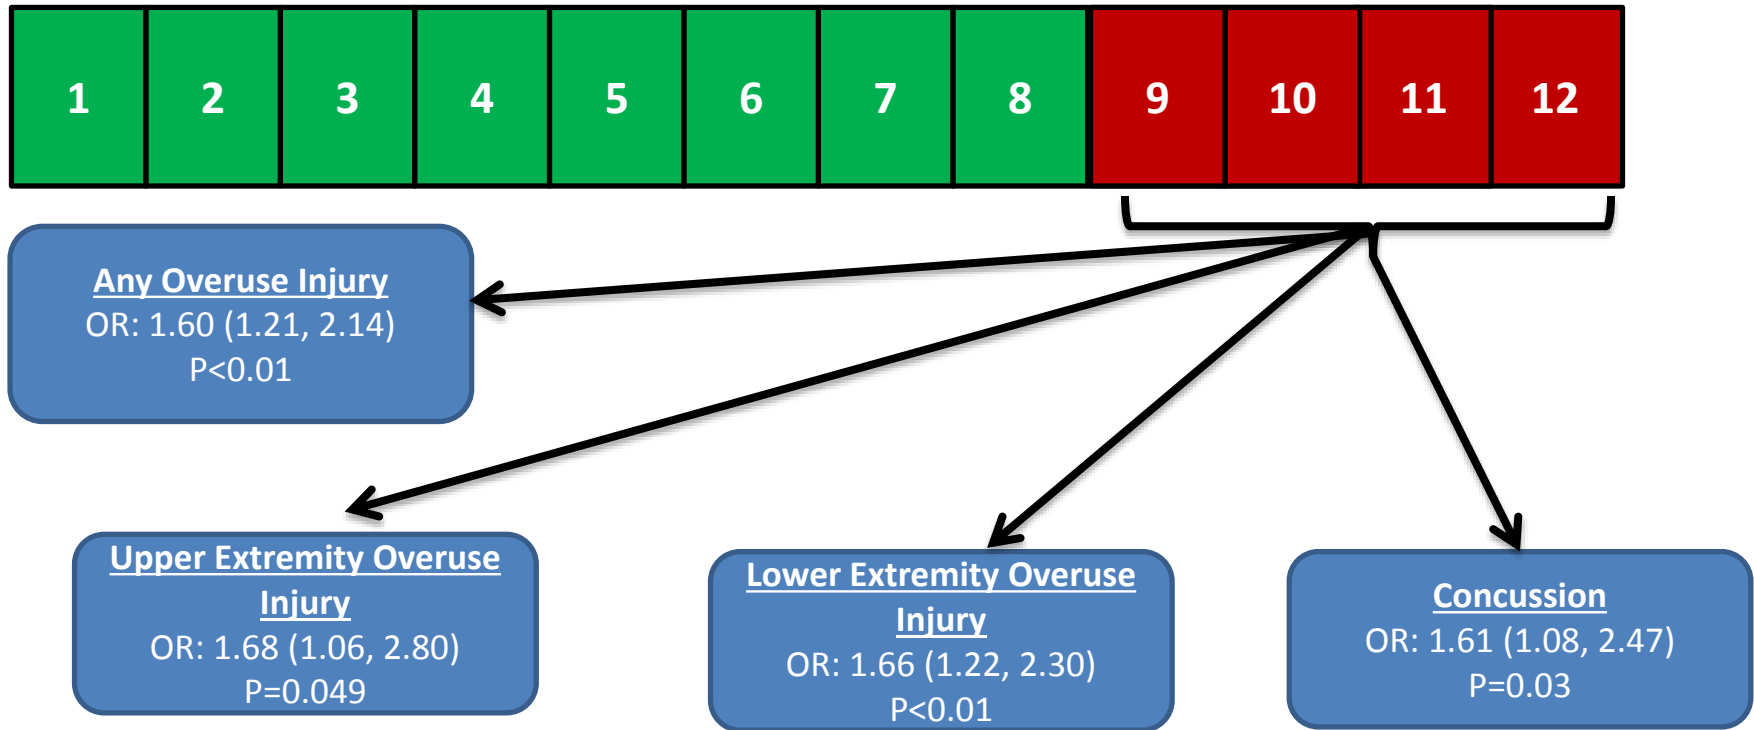 1 2 3 4 5 6 7 8 9 10 11 12
Any Overuse Injury
OR: 1.60 (1.21, 2.14)
P<0.01
Upper Extremity Overuse
Injury
OR: 1.68 (1.06, 2.80)
P=0.049
Lower Extremity Overuse
Injury
OR: 1.66 (1.22, 2.30)
P<0.01
Concussion
OR: 1.61 (1.08, 2.47)
P=0.03